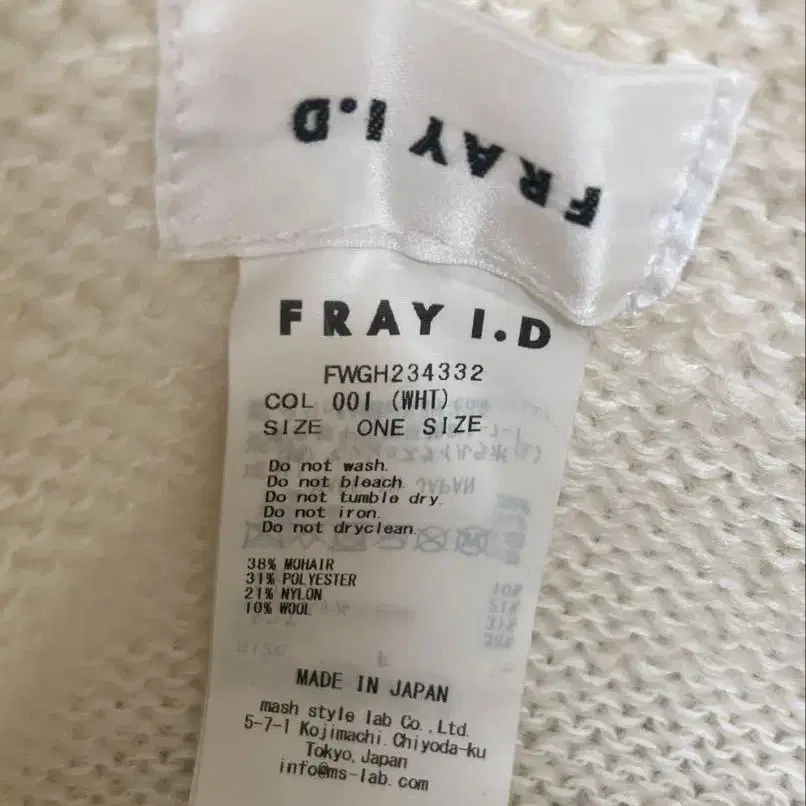 FRAY I.D
FRAY I.D
FWGH234332
COL 001 (WHT)
SIZE ONE SIZE
Do not wash.
Do not bleach.
Do not tumble dry.
Do not iron.
Do not dryclean.
38% MOHAIR
31% POLYESTER
21% NYLON
10% WOOL
MADE IN JAPAN
mash style lab Co.,Ltd.
5-7-1 Kojimachi,Chiyoda-ku
Tokyo,Japan
info@ms-lab.com